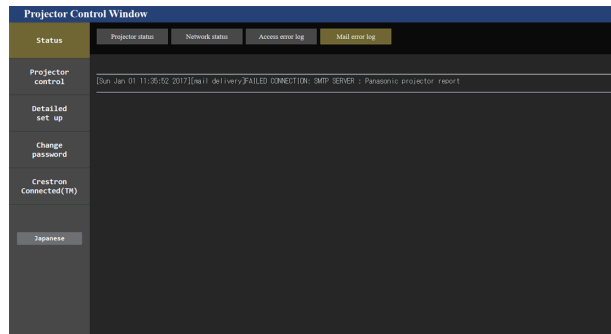 Projector Control Window
Status
Projector status
Network status
Access error log
Mail error log
Projector
control
[Sun Jan 01 11:35:52 2017][mail delivery]FAILED CONNECTION: SMTP SERVER : Panasonic projector report
Detailed
set up
Change
password
Crestron
Connected(TM)
Japanese